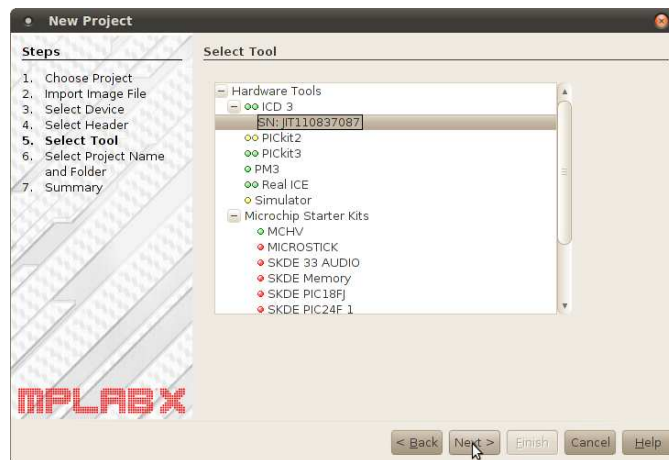 New Project
Steps
1. Choose Project
2. Import Image File
3. Select Device
4. Select Header
5. Select Tool
6. Select Project Name
and Folder
7. Summary
MPLAB X
Select Tool
Hardware Tools
ICD 3
SN: JIT110837087
PICkit2
PICkit3
PM3
Real ICE
Simulator
Microchip Starter Kits
MCHV
MICROSTICK
SKDE 33 AUDIO
SKDE Memory
SKDE PIC18FJ
SKDE PIC24F 1
< Back Next > Finish Cancel Help